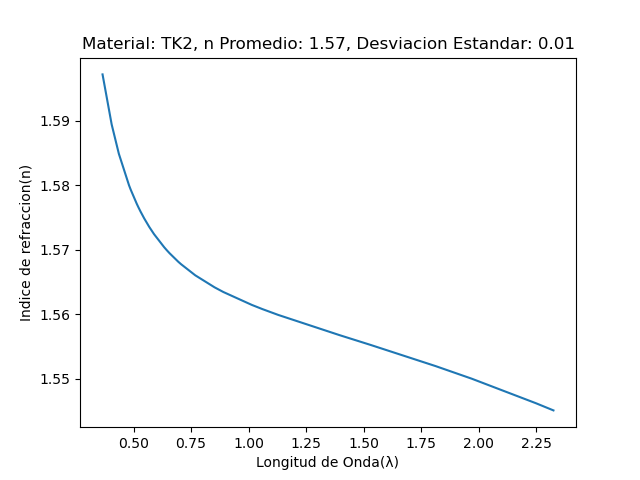 Material: TK2, n Promedio: 1.57, Desviacion Estandar: 0.01
Indice de refraccion(n)
1.59
1.58
1.57
1.56
1.55
0.50 0.75 1.00 1.25 1.50 1.75 2.00 2.25
Longitud de Onda(λ)